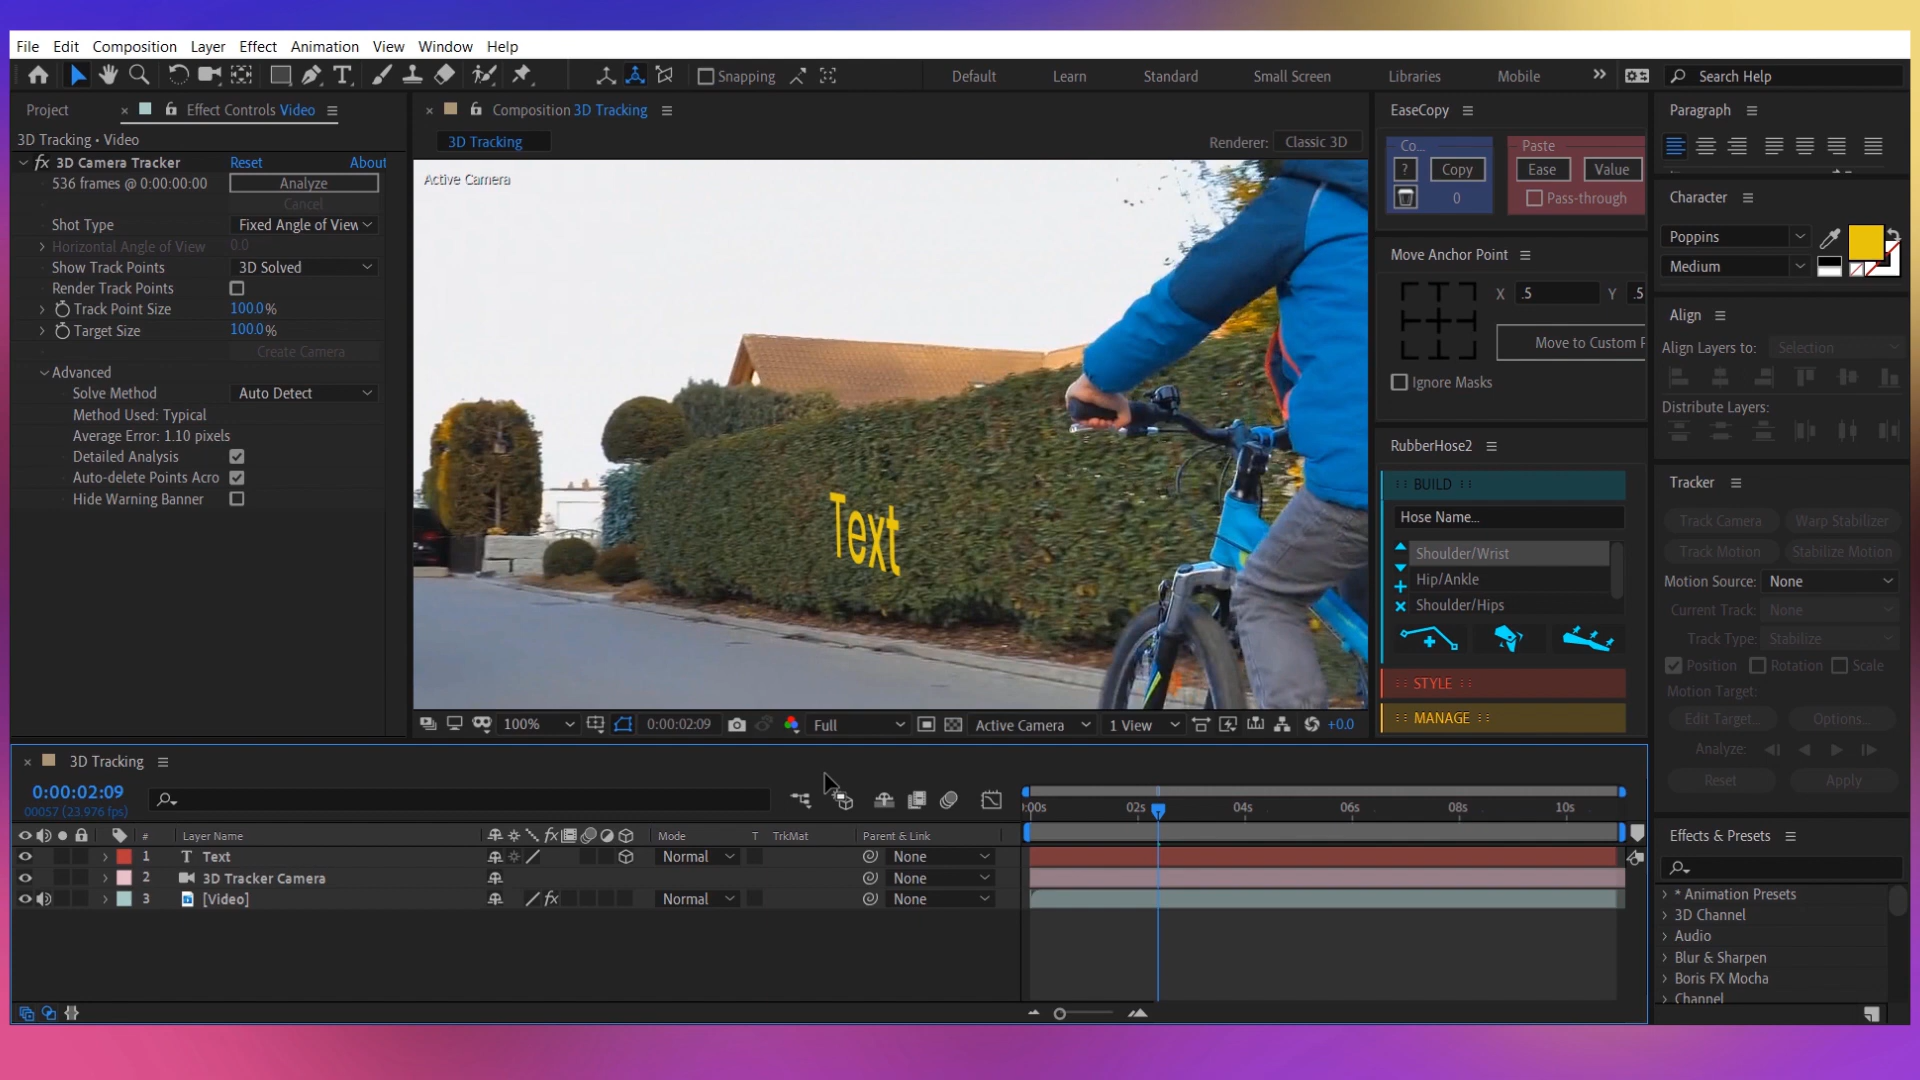 File Edit Composition Layer Effect Animation View Window Help
Snapping Default Learn Standard Small Screen Libraries Mobile Search Help
Project Effect Controls Video
3D Tracking • Video
3D Camera Tracker Reset About
536 frames @ 0:00:00:00 Analyze
Cancel
Shot Type Fixed Angle of View
Horizontal Angle of View 0.0
Show Track Points 3D Solved
Render Track Points
Track Point Size 100.0%
Target Size 100.0%
Create Camera
Advanced
Solve Method Auto Detect
Method Used: Typical
Average Error: 1.10 pixels
Detailed Analysis
Auto-delete Points Acro
Hide Warning Banner
Composition 3D Tracking
3D Tracking Renderer: Classic 3D
Active Camera
Text
100% 0:00:02:09 Full Active Camera 1 View +0.0
EaseCopy
Co... Paste
? Copy Ease Value
0 Pass-through
Move Anchor Point
X .5 Y .5
Move to Custom P
Ignore Masks
RubberHose2
BUILD
Hose Name...
Shoulder/Wrist
Hip/Ankle
Shoulder/Hips
STYLE
MANAGE
Paragraph
Character
Poppins
Medium
Align
Align Layers to: Selection
Distribute Layers:
Tracker
Track Camera Warp Stabilizer
Track Motion Stabilize Motion
Motion Source: None
Current Track: None
Track Type: Stabilize
Position Rotation Scale
Motion Target:
Edit Target... Options...
Analyze:
Reset Apply
Effects & Presets
* Animation Presets
3D Channel
Audio
Blur & Sharpen
Boris FX Mocha
Channel
3D Tracking
0:00:02:09
00057 (23.976 fps)
:00s 02s 04s 06s 08s 10s
# Layer Name fx Mode T TrkMat Parent & Link
1 T Text Normal None
2 3D Tracker Camera None
3 [Video] fx Normal None